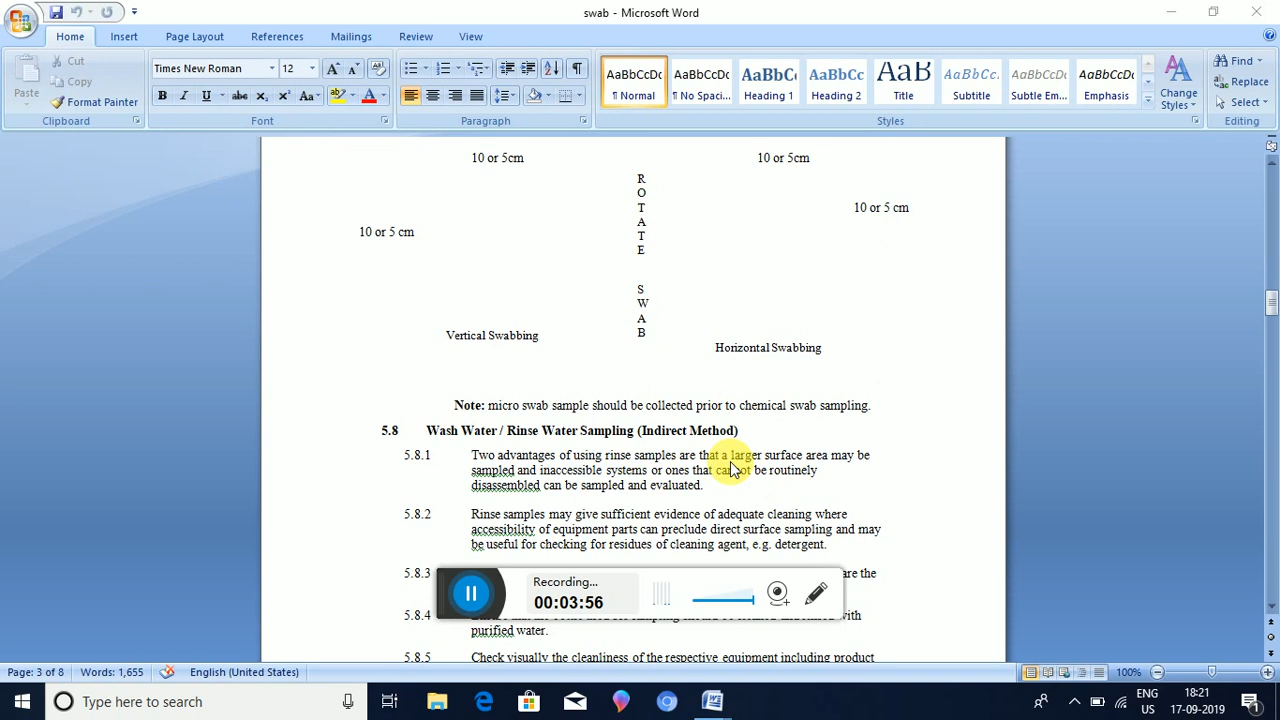 swab - Microsoft Word
Home Insert Page Layout References Mailings Review View
Paste
Cut
Copy
Format Painter
Clipboard
Times New Roman 12
Font
Paragraph
AaBbCcDc AaBbCcDc AaBbC AaBbCc AaB AaBbCc. AaBbCcDc AaBbCcDc
¶ Normal ¶ No Spaci... Heading 1 Heading 2 Title Subtitle Subtle Em... Emphasis
Change
Styles
Styles
Find
Replace
Select
Editing
10 or 5cm 10 or 5cm
R
O
T
A
T
E
10 or 5 cm
10 or 5 cm
S
W
A
B
Vertical Swabbing
Horizontal Swabbing
Note: micro swab sample should be collected prior to chemical swab sampling.
5.8 Wash Water / Rinse Water Sampling (Indirect Method)
5.8.1 Two advantages of using rinse samples are that a larger surface area may be
sampled and inaccessible systems or ones that cannot be routinely
disassembled can be sampled and evaluated.
5.8.2 Rinse samples may give sufficient evidence of adequate cleaning where
accessibility of equipment parts can preclude direct surface sampling and may
be useful for checking for residues of cleaning agent, e.g. detergent.
5.8.3 are the
Recording...
00:03:56
5.8.4 with
purified water.
5.8.5 Check visually the cleanliness of the respective equipment including product
Page: 3 of 8 Words: 1,655 English (United States) 100%
Type here to search
ENG
US
18:21
17-09-2019
1